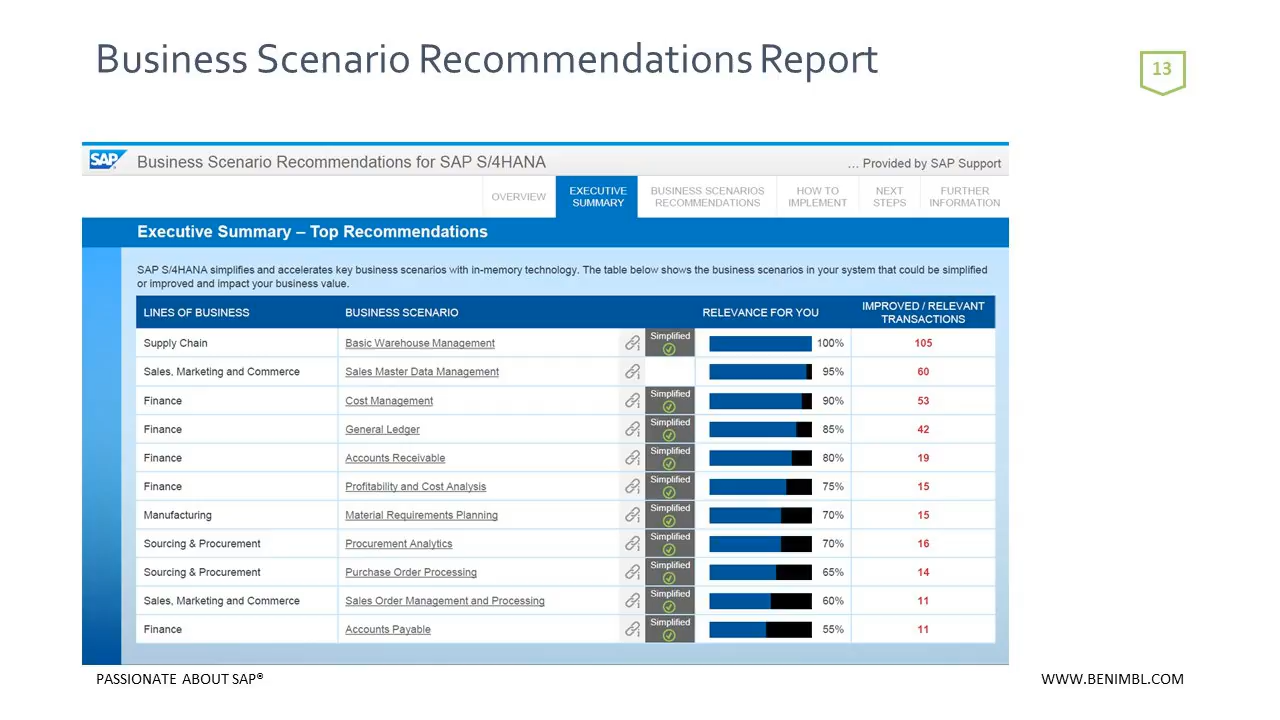 Business Scenario Recommendations Report
13
SAP Business Scenario Recommendations for SAP S/4HANA ... Provided by SAP Support
OVERVIEW EXECUTIVE SUMMARY BUSINESS SCENARIOS RECOMMENDATIONS HOW TO IMPLEMENT NEXT STEPS FURTHER INFORMATION
Executive Summary – Top Recommendations
SAP S/4HANA simplifies and accelerates key business scenarios with in-memory technology. The table below shows the business scenarios in your system that could be simplified
or improved and impact your business value.
LINES OF BUSINESS BUSINESS SCENARIO RELEVANCE FOR YOU IMPROVED / RELEVANT TRANSACTIONS
Supply Chain Basic Warehouse Management Simplified 100% 105
Sales, Marketing and Commerce Sales Master Data Management 95% 60
Finance Cost Management Simplified 90% 53
Finance General Ledger Simplified 85% 42
Finance Accounts Receivable Simplified 80% 19
Finance Profitability and Cost Analysis Simplified 75% 15
Manufacturing Material Requirements Planning Simplified 70% 15
Sourcing & Procurement Procurement Analytics Simplified 70% 16
Sourcing & Procurement Purchase Order Processing Simplified 65% 14
Sales, Marketing and Commerce Sales Order Management and Processing Simplified 60% 11
Finance Accounts Payable Simplified 55% 11
PASSIONATE ABOUT SAP® WWW.BENIMBL.COM